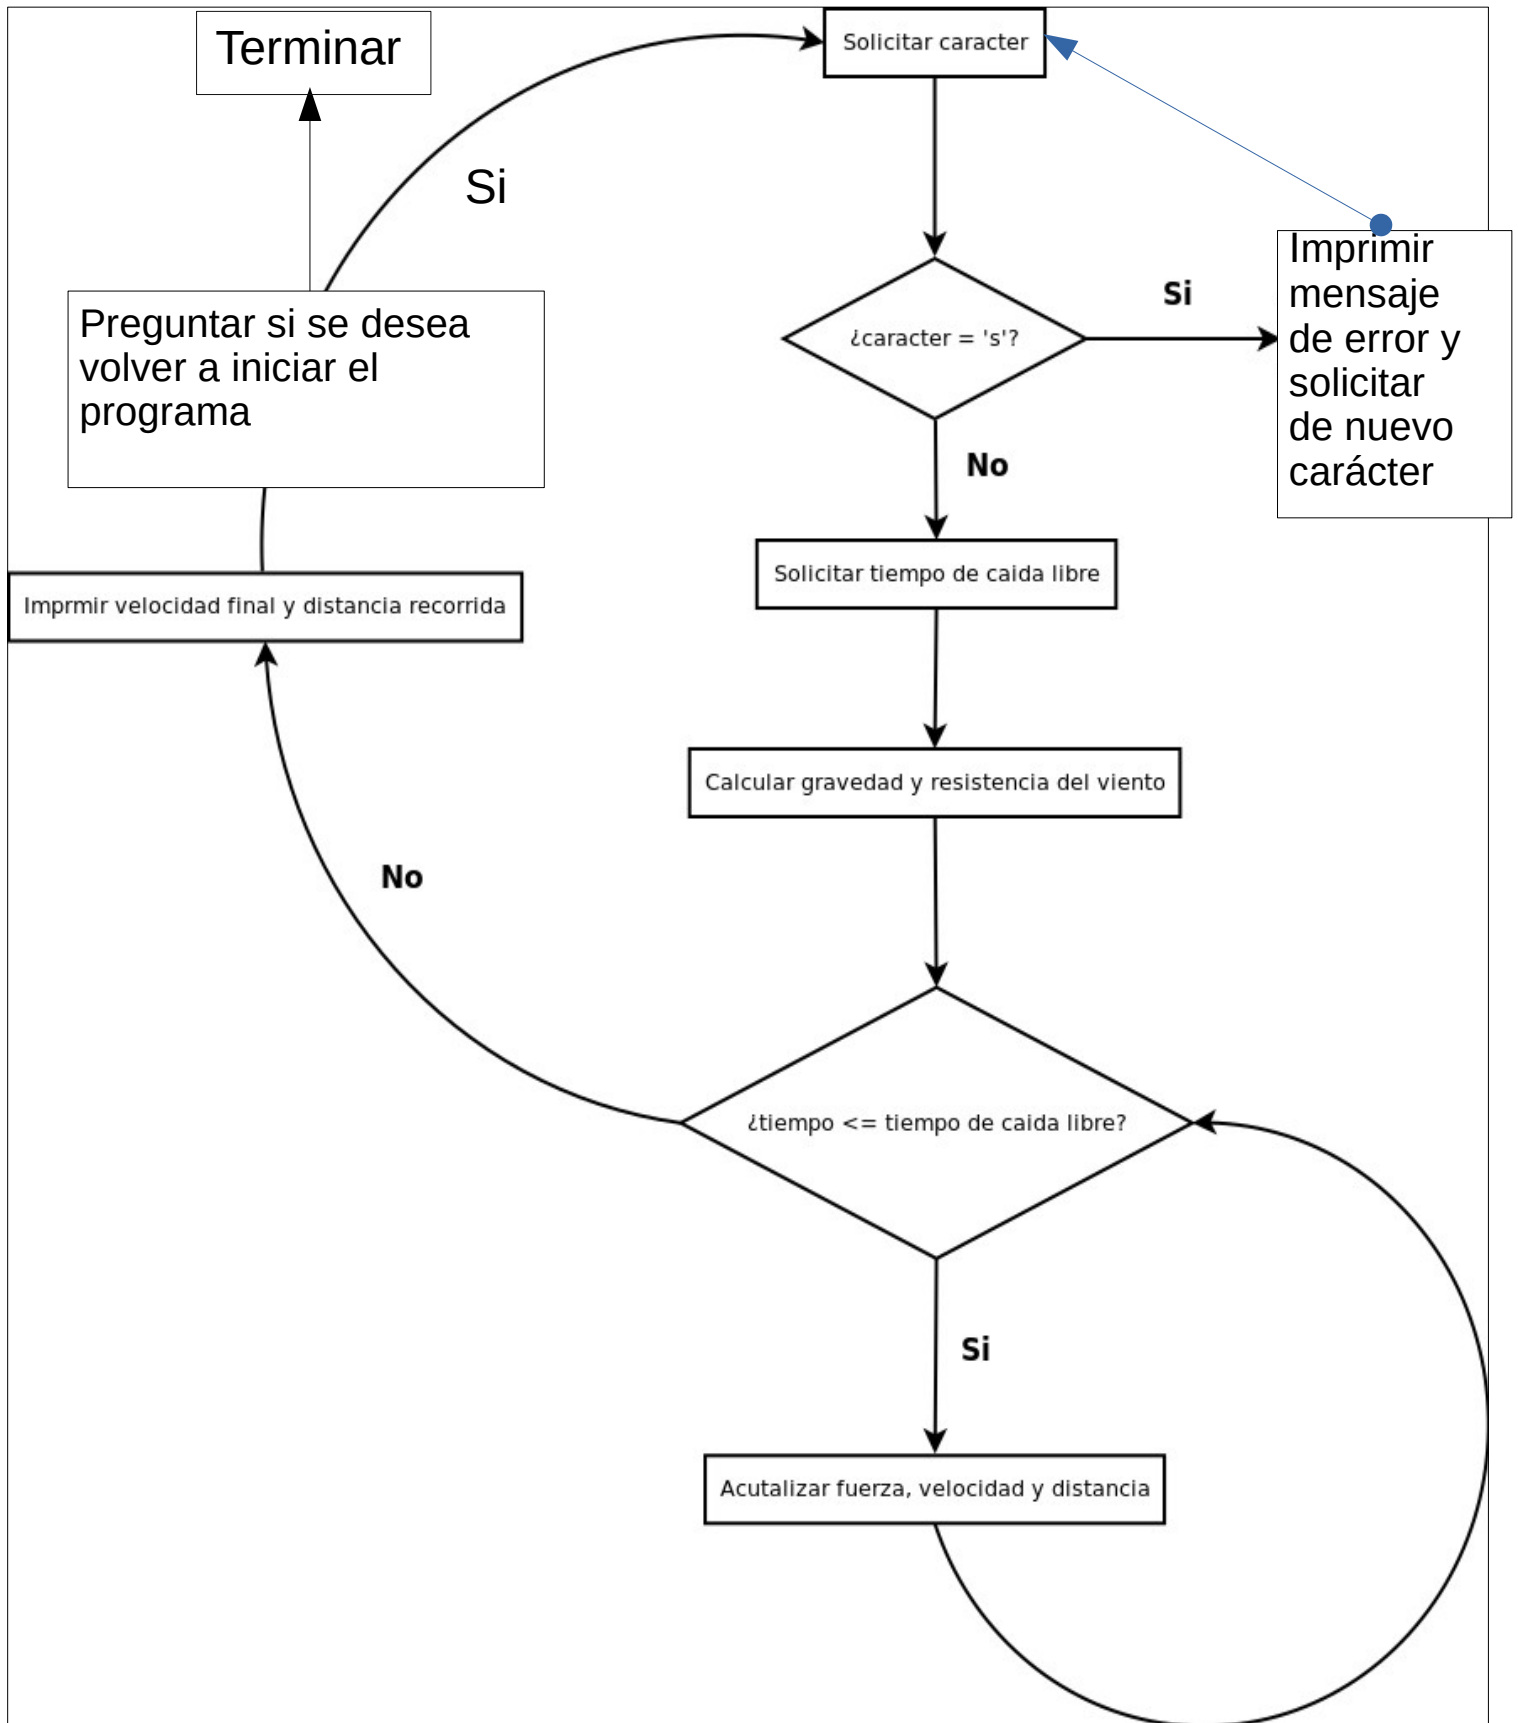 Terminar
Solicitar caracter
Si
Imprimir
mensaje
de error y
solicitar
de nuevo
carácter
Si
¿caracter = 's'?
Preguntar si se desea
volver a iniciar el
programa
No
Solicitar tiempo de caida libre
Imprmir velocidad final y distancia recorrida
Calcular gravedad y resistencia del viento
No
¿tiempo <= tiempo de caida libre?
Si
Acutalizar fuerza, velocidad y distancia